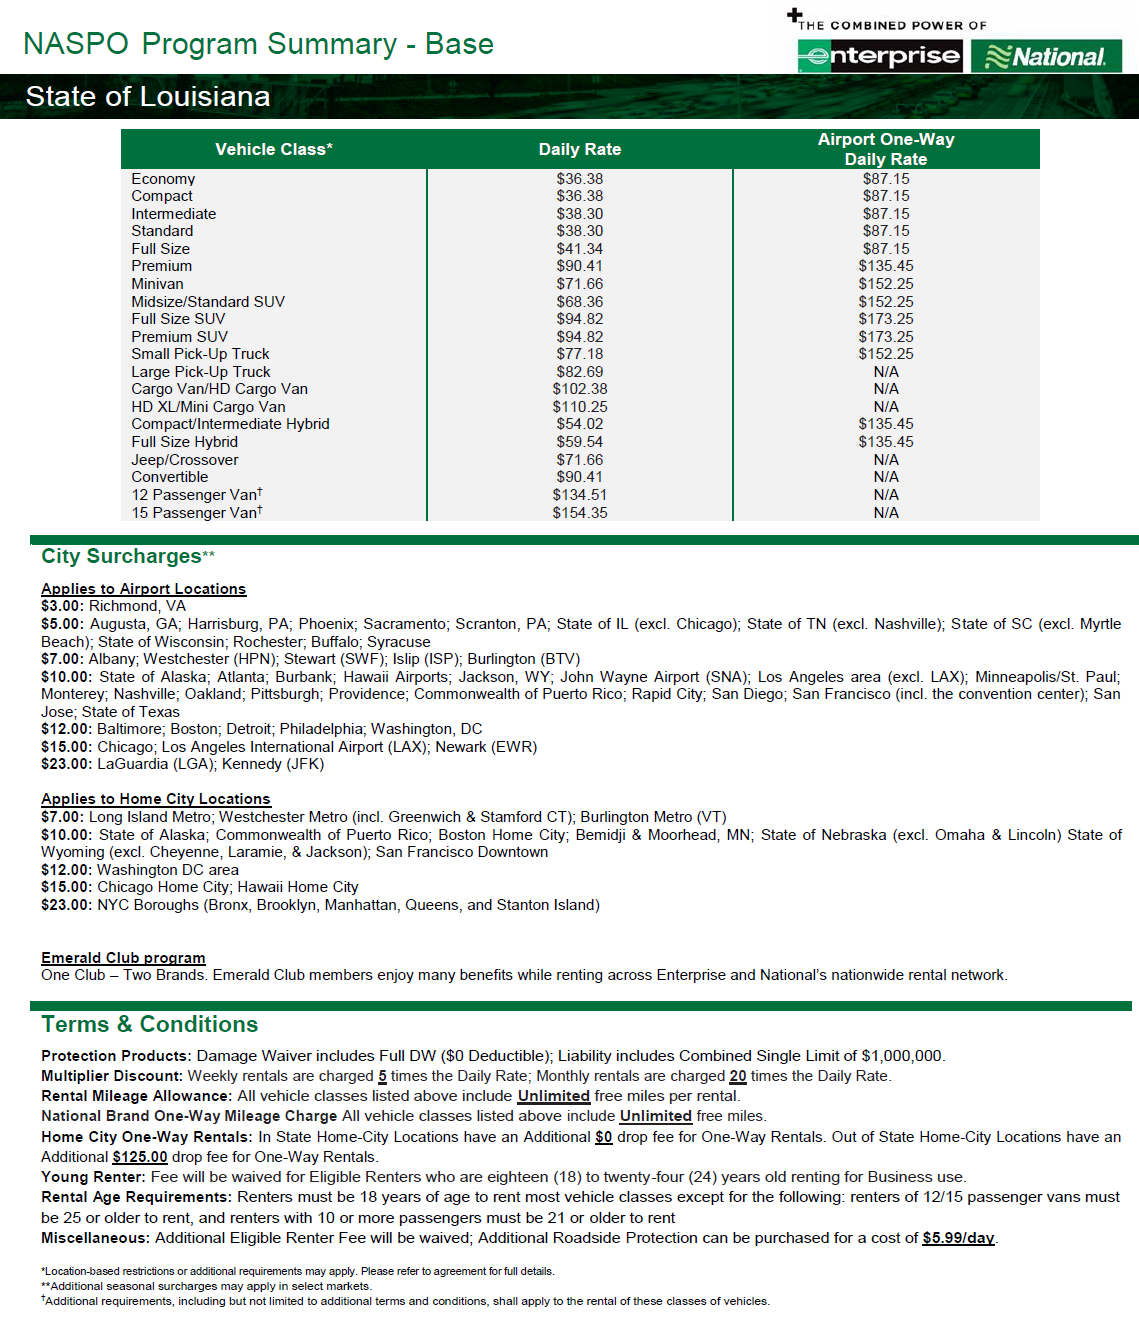 THE COMBINED POWER OF
NASPO Program Summary - Base
enterprise National.
State of Louisiana
Vehicle Class* Daily Rate Airport One-Way
Daily Rate
Economy $36.38 $87.15
Compact $36.38 $87.15
Intermediate $38.30 $87.15
Standard $38.30 $87.15
Full Size $41.34 $87.15
Premium $90.41 $135.45
Minivan $71.66 $152.25
Midsize/Standard SUV $68.36 $152.25
Full Size SUV $94.82 $173.25
Premium SUV $94.82 $173.25
Small Pick-Up Truck $77.18 $152.25
Large Pick-Up Truck $82.69 N/A
Cargo Van/HD Cargo Van $102.38 N/A
HD XL/Mini Cargo Van $110.25 N/A
Compact/Intermediate Hybrid $54.02 $135.45
Full Size Hybrid $59.54 $135.45
Jeep/Crossover $71.66 N/A
Convertible $90.41 N/A
12 Passenger Van† $134.51 N/A
15 Passenger Van† $154.35 N/A
City Surcharges**
Applies to Airport Locations
$3.00: Richmond, VA
$5.00: Augusta, GA; Harrisburg, PA; Phoenix; Sacramento; Scranton, PA; State of IL (excl. Chicago); State of TN (excl. Nashville); State of SC (excl. Myrtle
Beach); State of Wisconsin; Rochester; Buffalo; Syracuse
$7.00: Albany; Westchester (HPN); Stewart (SWF); Islip (ISP); Burlington (BTV)
$10.00: State of Alaska; Atlanta; Burbank; Hawaii Airports; Jackson, WY; John Wayne Airport (SNA); Los Angeles area (excl. LAX); Minneapolis/St. Paul;
Monterey; Nashville; Oakland; Pittsburgh; Providence; Commonwealth of Puerto Rico; Rapid City; San Diego; San Francisco (incl. the convention center); San
Jose; State of Texas
$12.00: Baltimore; Boston; Detroit; Philadelphia; Washington, DC
$15.00: Chicago; Los Angeles International Airport (LAX); Newark (EWR)
$23.00: LaGuardia (LGA); Kennedy (JFK)
Applies to Home City Locations
$7.00: Long Island Metro; Westchester Metro (incl. Greenwich & Stamford CT); Burlington Metro (VT)
$10.00: State of Alaska; Commonwealth of Puerto Rico; Boston Home City; Bemidji & Moorhead, MN; State of Nebraska (excl. Omaha & Lincoln) State of
Wyoming (excl. Cheyenne, Laramie, & Jackson); San Francisco Downtown
$12.00: Washington DC area
$15.00: Chicago Home City; Hawaii Home City
$23.00: NYC Boroughs (Bronx, Brooklyn, Manhattan, Queens, and Stanton Island)
Emerald Club program
One Club – Two Brands. Emerald Club members enjoy many benefits while renting across Enterprise and National’s nationwide rental network.
Terms & Conditions
Protection Products: Damage Waiver includes Full DW ($0 Deductible); Liability includes Combined Single Limit of $1,000,000.
Multiplier Discount: Weekly rentals are charged 5 times the Daily Rate; Monthly rentals are charged 20 times the Daily Rate.
Rental Mileage Allowance: All vehicle classes listed above include Unlimited free miles per rental.
National Brand One-Way Mileage Charge All vehicle classes listed above include Unlimited free miles.
Home City One-Way Rentals: In State Home-City Locations have an Additional $0 drop fee for One-Way Rentals. Out of State Home-City Locations have an
Additional $125.00 drop fee for One-Way Rentals.
Young Renter: Fee will be waived for Eligible Renters who are eighteen (18) to twenty-four (24) years old renting for Business use.
Rental Age Requirements: Renters must be 18 years of age to rent most vehicle classes except for the following: renters of 12/15 passenger vans must
be 25 or older to rent, and renters with 10 or more passengers must be 21 or older to rent
Miscellaneous: Additional Eligible Renter Fee will be waived; Additional Roadside Protection can be purchased for a cost of $5.99/day.
*Location-based restrictions or additional requirements may apply. Please refer to agreement for full details.
**Additional seasonal surcharges may apply in select markets.
†Additional requirements, including but not limited to additional terms and conditions, shall apply to the rental of these classes of vehicles.